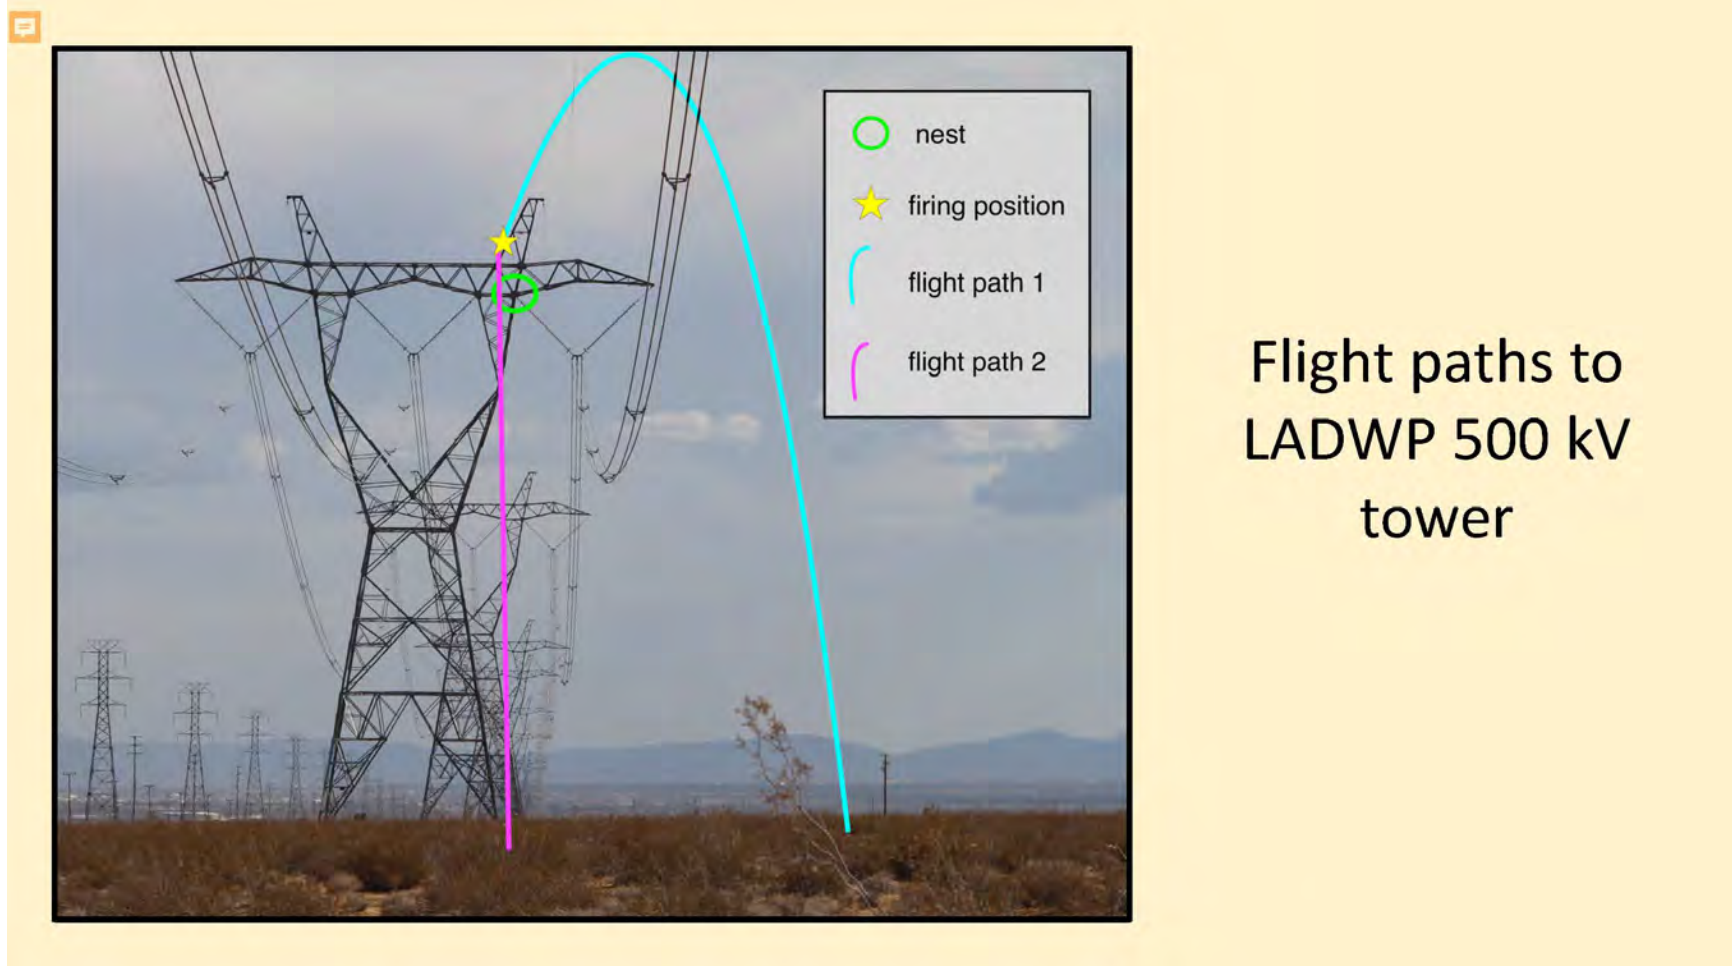 nest
firing position
flight path 1
flight path 2
Flight paths to
LADWP 500 kV
tower